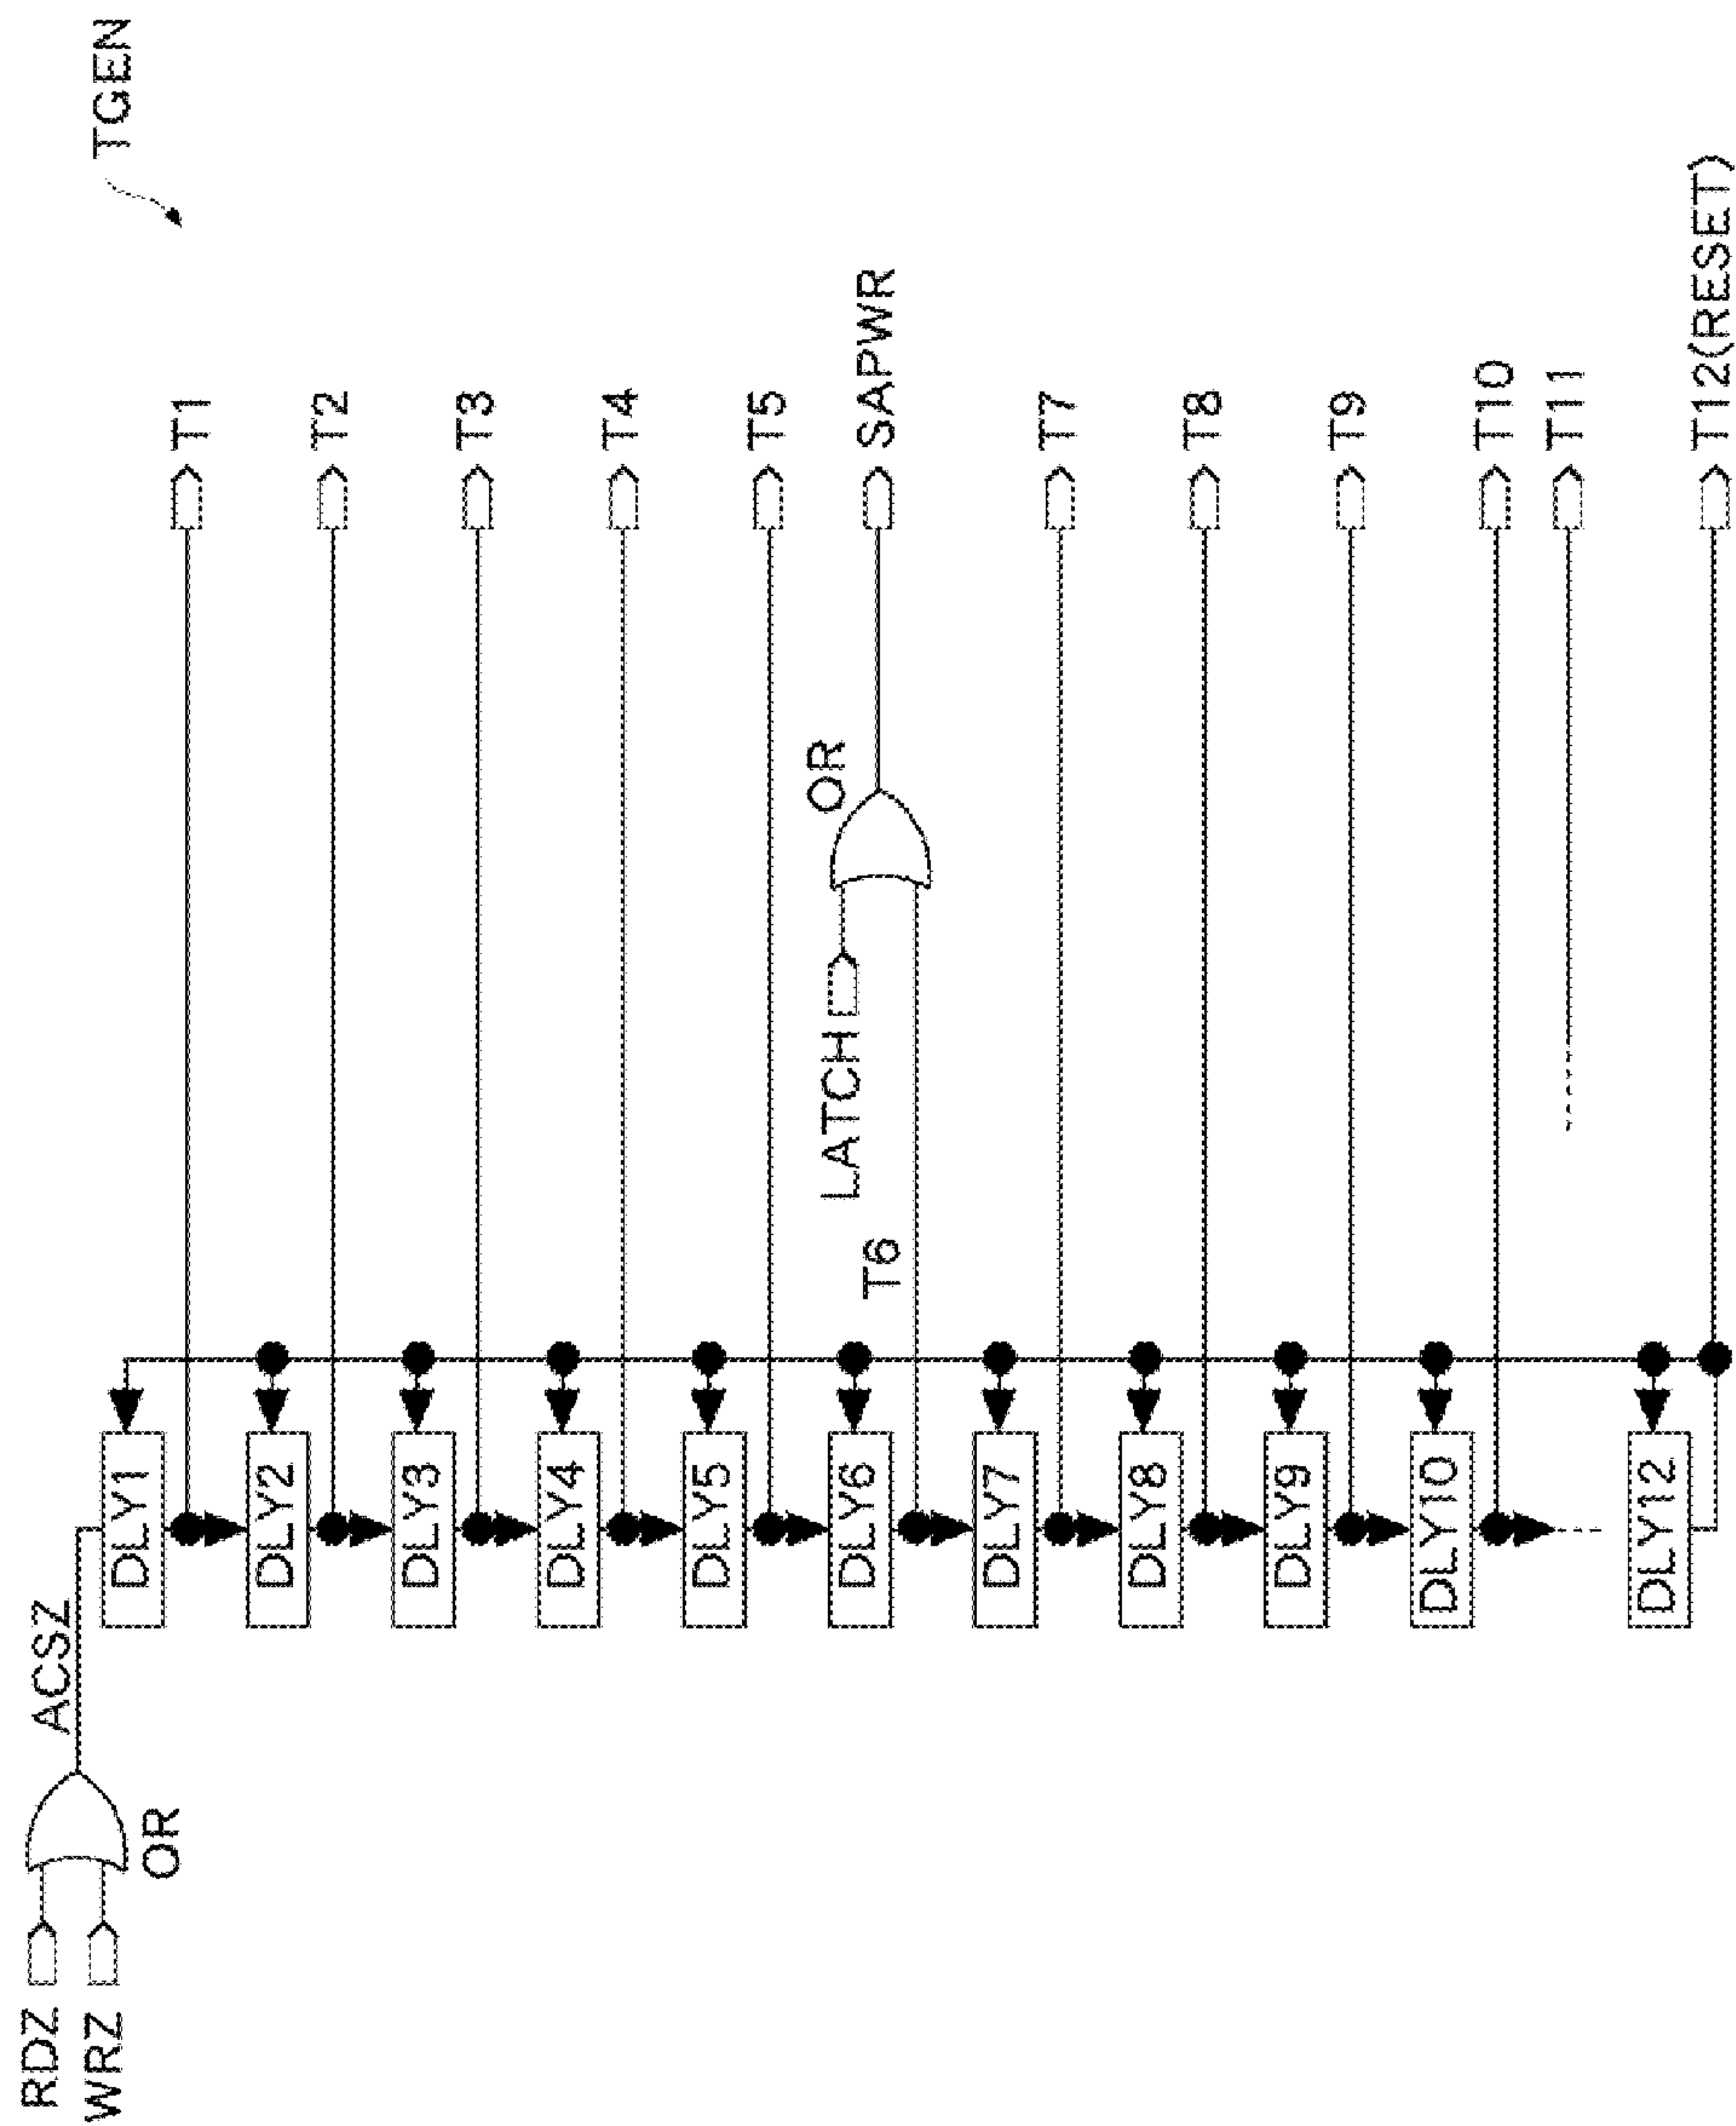 TGEN
RDZ
WRZ
OR
ACSZ
DLY1
T1
DLY2
T2
DLY3
T3
DLY4
T4
DLY5
T5
DLY6
T6
LATCH
OR
SAPWR
DLY7
T7
DLY8
T8
DLY9
T9
DLY10
T10
T11
DLY12
T12(RESET)